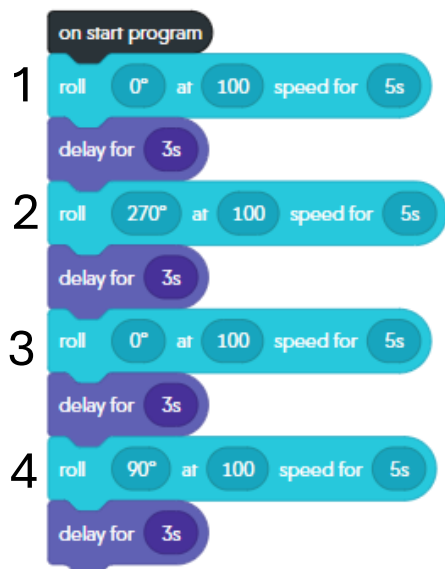 on start program
1 roll 0° at 100 speed for 5s
delay for 3s
2 roll 270° at 100 speed for 5s
delay for 3s
3 roll 0° at 100 speed for 5s
delay for 3s
4 roll 90° at 100 speed for 5s
delay for 3s